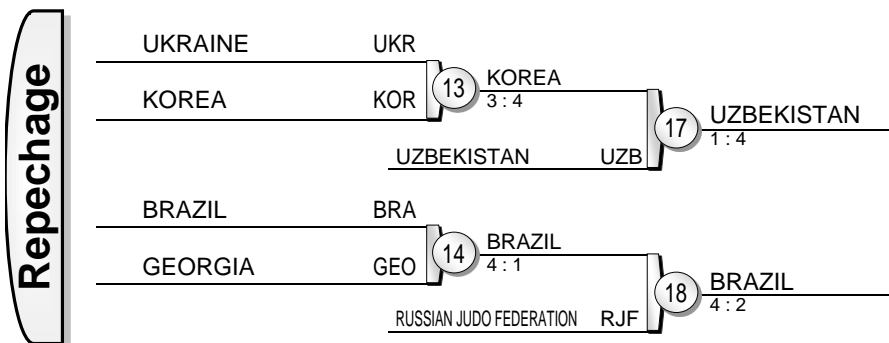 Repechage
UKRAINE UKR
KOREA KOR
13
KOREA
3 : 4
UZBEKISTAN UZB
17
UZBEKISTAN
1 : 4
BRAZIL BRA
GEORGIA GEO
14
BRAZIL
4 : 1
RUSSIAN JUDO FEDERATION RJF
18
BRAZIL
4 : 2